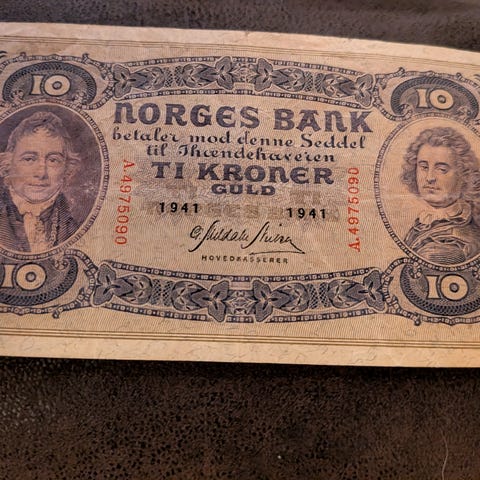 10
10
NORGES BANK
betaler mod denne Seddel
til Ihændehaveren
TI KRONER
GULD
1941 1941
A.4975090
A.4975090
HOVEDKASSERER
10
10